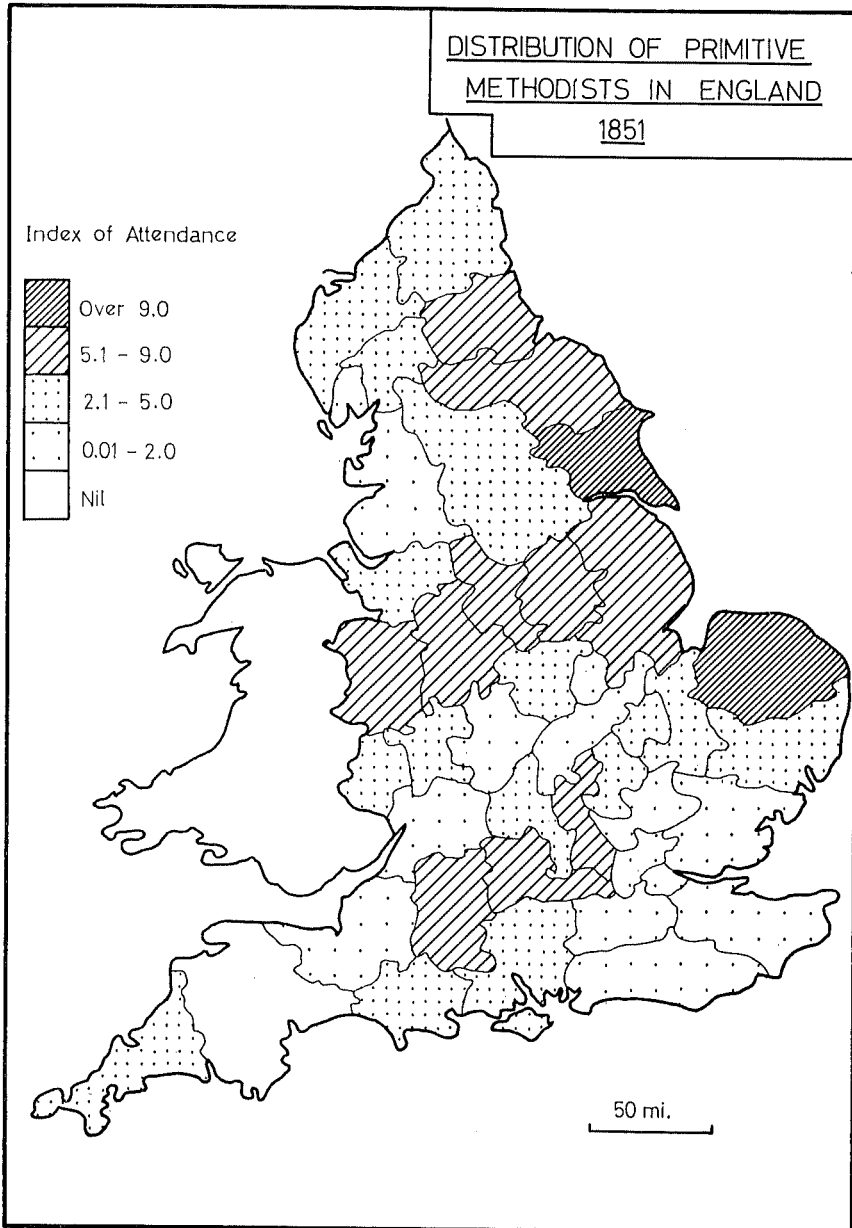 DISTRIBUTION OF PRIMITIVE
METHODISTS IN ENGLAND
1851
Index of Attendance
Over 9.0
5.1 – 9.0
2.1 – 5.0
0.01 – 2.0
Nil
50 mi.